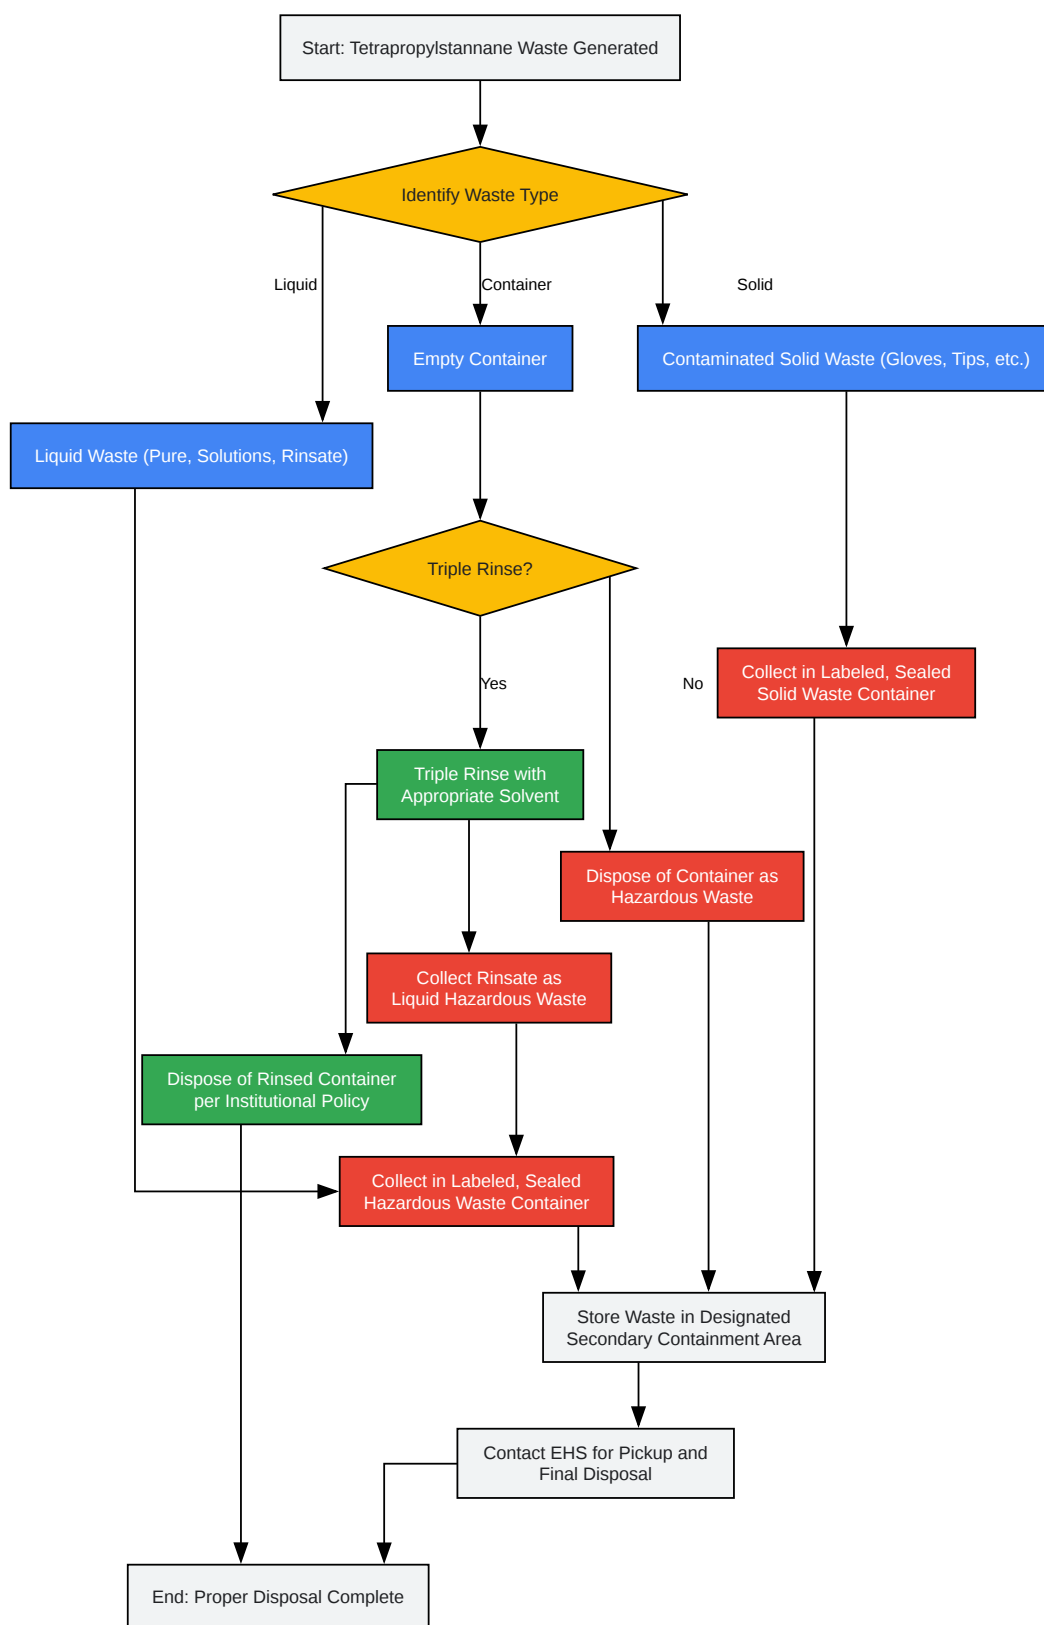 Start: Tetrapropylstannane Waste Generated
Identify Waste Type
Liquid
Container
Solid
Empty Container
Contaminated Solid Waste (Gloves, Tips, etc.)
Liquid Waste (Pure, Solutions, Rinsate)
Triple Rinse?
Yes
No
Collect in Labeled, Sealed
Solid Waste Container
Triple Rinse with
Appropriate Solvent
Dispose of Container as
Hazardous Waste
Collect Rinsate as
Liquid Hazardous Waste
Dispose of Rinsed Container
per Institutional Policy
Collect in Labeled, Sealed
Hazardous Waste Container
Store Waste in Designated
Secondary Containment Area
Contact EHS for Pickup and
Final Disposal
End: Proper Disposal Complete